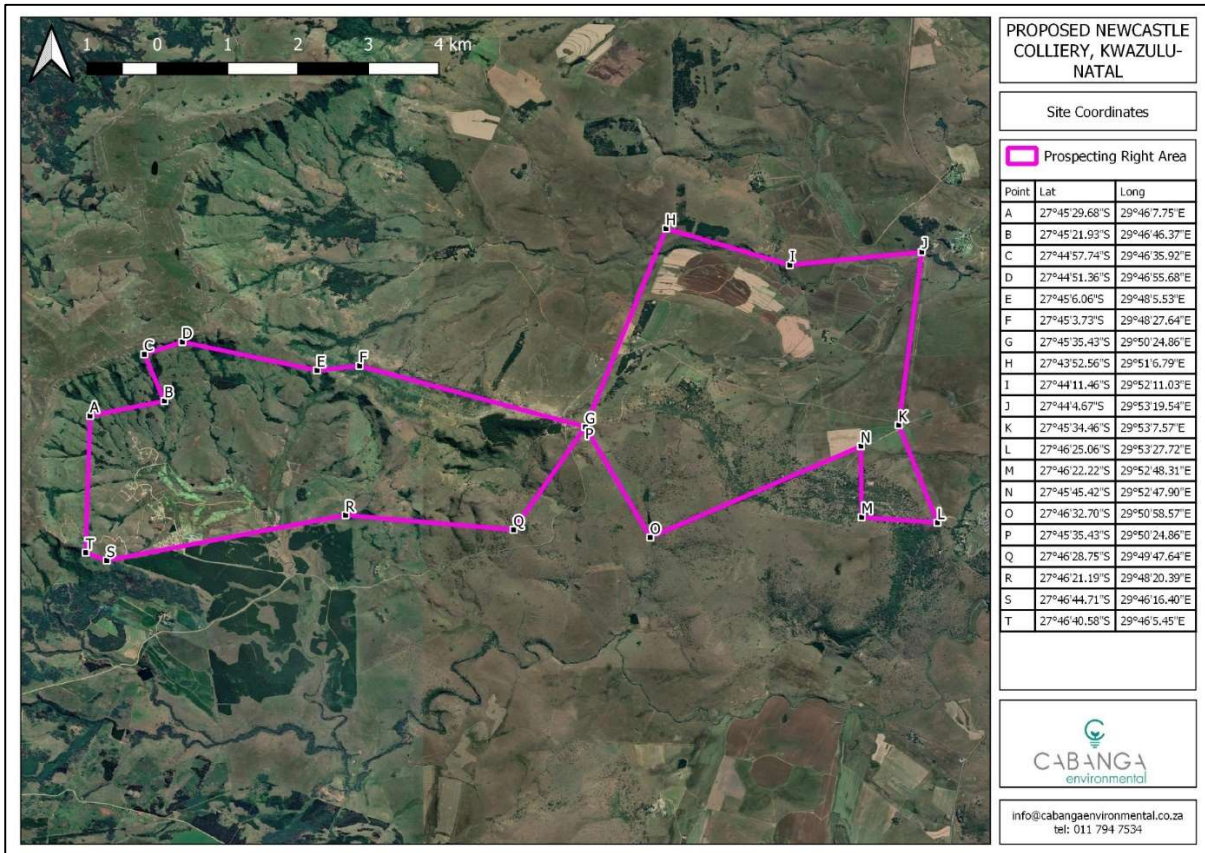 1 0 1 2 3 4 km
H
I
J
D
C
E
F
B
A
G
K
P
N
R
Q
M
L
O
T
S
PROPOSED NEWCASTLE
COLLIERY, KWAZULU-
NATAL
Site Coordinates
Prospecting Right Area
Point Lat Long
A 27°45'29.68"S 29°46'7.75"E
B 27°45'21.93"S 29°46'46.37"E
C 27°44'57.74"S 29°46'35.92"E
D 27°44'51.36"S 29°46'55.68"E
E 27°45'6.06"S 29°48'5.53"E
F 27°45'3.73"S 29°48'27.64"E
G 27°45'35.43"S 29°50'24.86"E
H 27°43'52.56"S 29°51'6.79"E
I 27°44'11.46"S 29°52'11.03"E
J 27°44'4.67"S 29°53'19.54"E
K 27°45'34.46"S 29°53'7.57"E
L 27°46'25.06"S 29°53'27.72"E
M 27°46'22.22"S 29°52'48.31"E
N 27°45'45.42"S 29°52'47.90"E
O 27°46'32.70"S 29°50'58.57"E
P 27°45'35.43"S 29°50'24.86"E
Q 27°46'28.75"S 29°49'47.64"E
R 27°46'21.19"S 29°48'20.39"E
S 27°46'44.71"S 29°46'16.40"E
T 27°46'40.58"S 29°46'5.45"E
CABANGA
environmental
info@cabangaenvironmental.co.za
tel: 011 794 7534